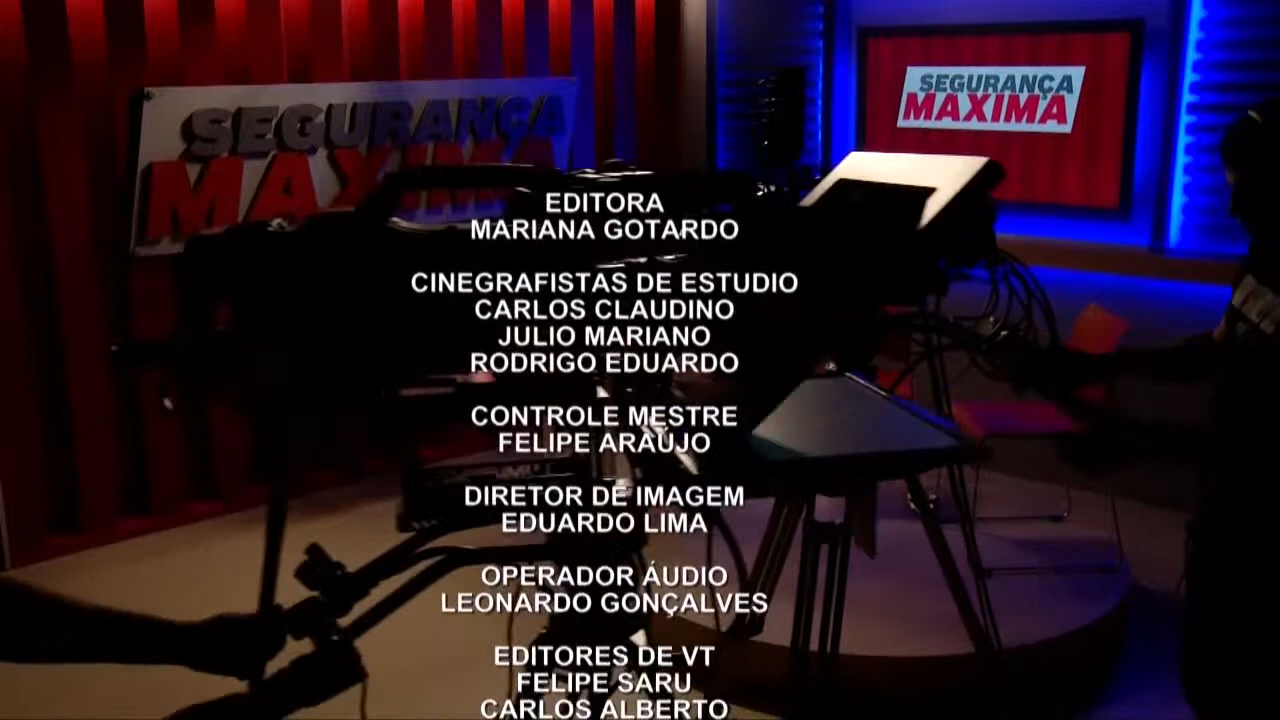 SEGURANÇA
MAXIMA
SEGURANÇA
MAXIMA
EDITORA
MARIANA GOTARDO
CINEGRAFISTAS DE ESTUDIO
CARLOS CLAUDINO
JULIO MARIANO
RODRIGO EDUARDO
CONTROLE MESTRE
FELIPE ARAÚJO
DIRETOR DE IMAGEM
EDUARDO LIMA
OPERADOR ÁUDIO
LEONARDO GONÇALVES
EDITORES DE VT
FELIPE SARU
CARLOS ALBERTO